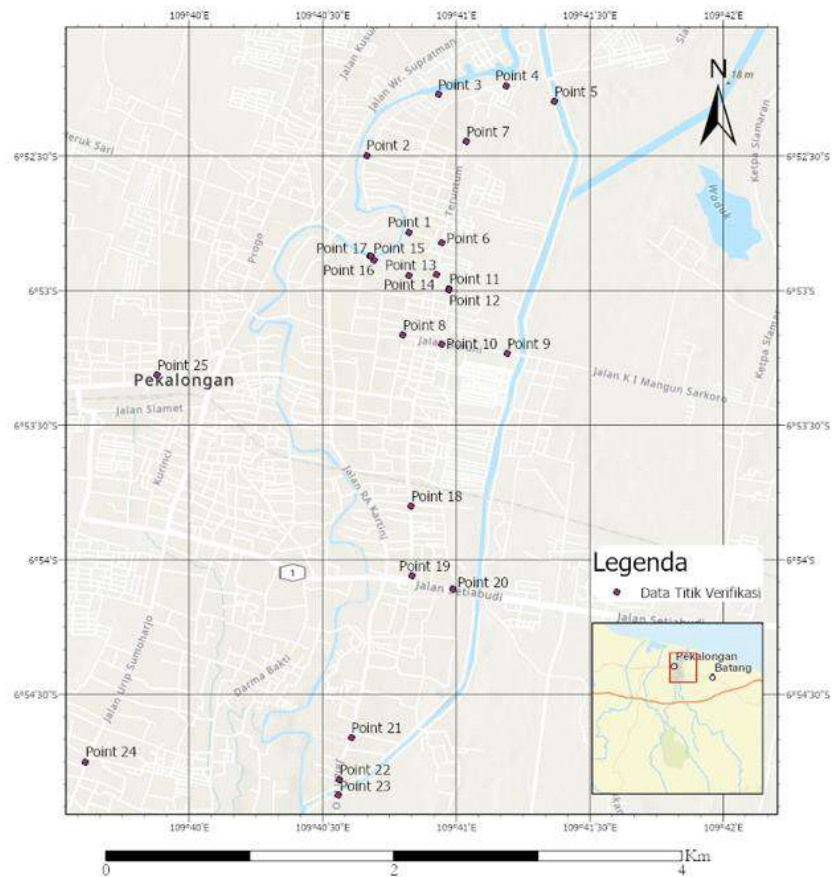 109°40'E 109°40'30"E 109°41'E 109°41'30"E 109°42'E
Jalan Kusu
Jalan Wr. Supratman
N
18 m
Point 3
Point 4
Point 5
Ketpa Slamaran
Point 7
6°52'30"S
Point 2
6°52'30"S
Waduk
Teruntum
Point 1
Point 6
Progo
Point 17
Point 15
Point 16
Point 13
Point 14
Point 11
6°53'S
Point 12
6°53'S
Point 8
Point 10
Point 9
Point 25
Pekalongan
Jalan K I Mangun Sarkoro
Jalan Slamet
6°53'30"S
6°53'30"S
Kurinci
Jalan RA Kartini
Point 18
6°54'S
6°54'S
1
Point 19
Point 20
Jalan Setiabudi
Legenda
Data Titik Verifikasi
Jalan Setiabudi
Jalan Urip Sumoharjo
Darma Bakti
Pekalongan
Batang
6°54'30"S
6°54'30"S
Point 21
Point 24
Point 22
Point 23
109°40'E 109°40'30"E 109°41'E 109°41'30"E 109°42'E
0 2 4 Km